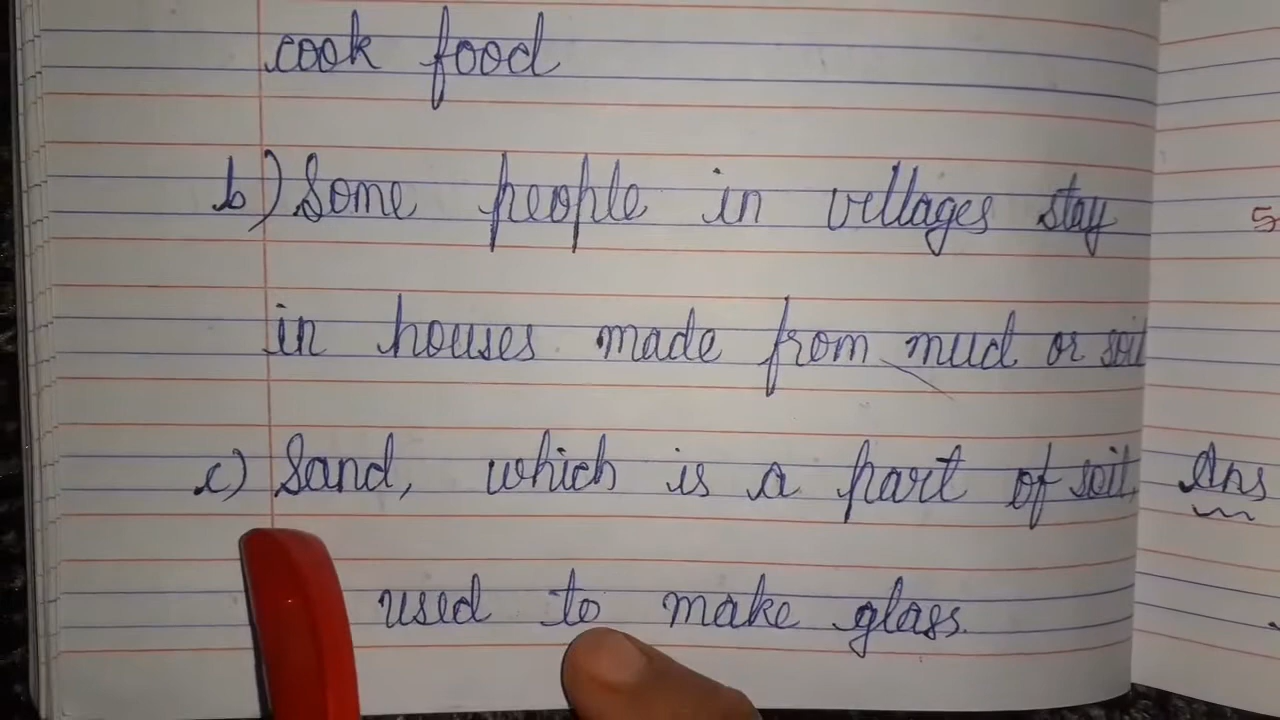 cook food
b) Some people in villages stay
in houses made from mud or soil
c) Sand, which is a part of soil,
used to make glass.
5
Ans